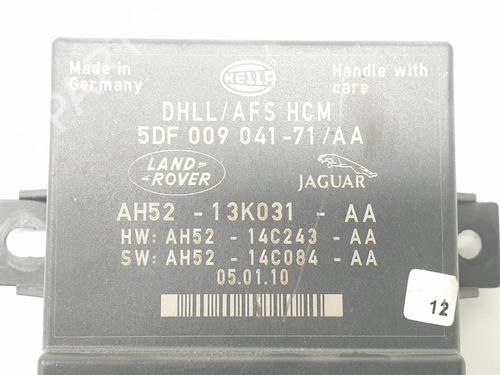 Made in
Germany
HELLA
Handle with
care
DHLL/AFS HCM
5DF 009 041-71/AA
LAND-
-ROVER
JAGUAR
AH52 - 13K031 - AA
HW: AH52 - 14C243 - AA
SW: AH52 - 14C084 - AA
05.01.10
12